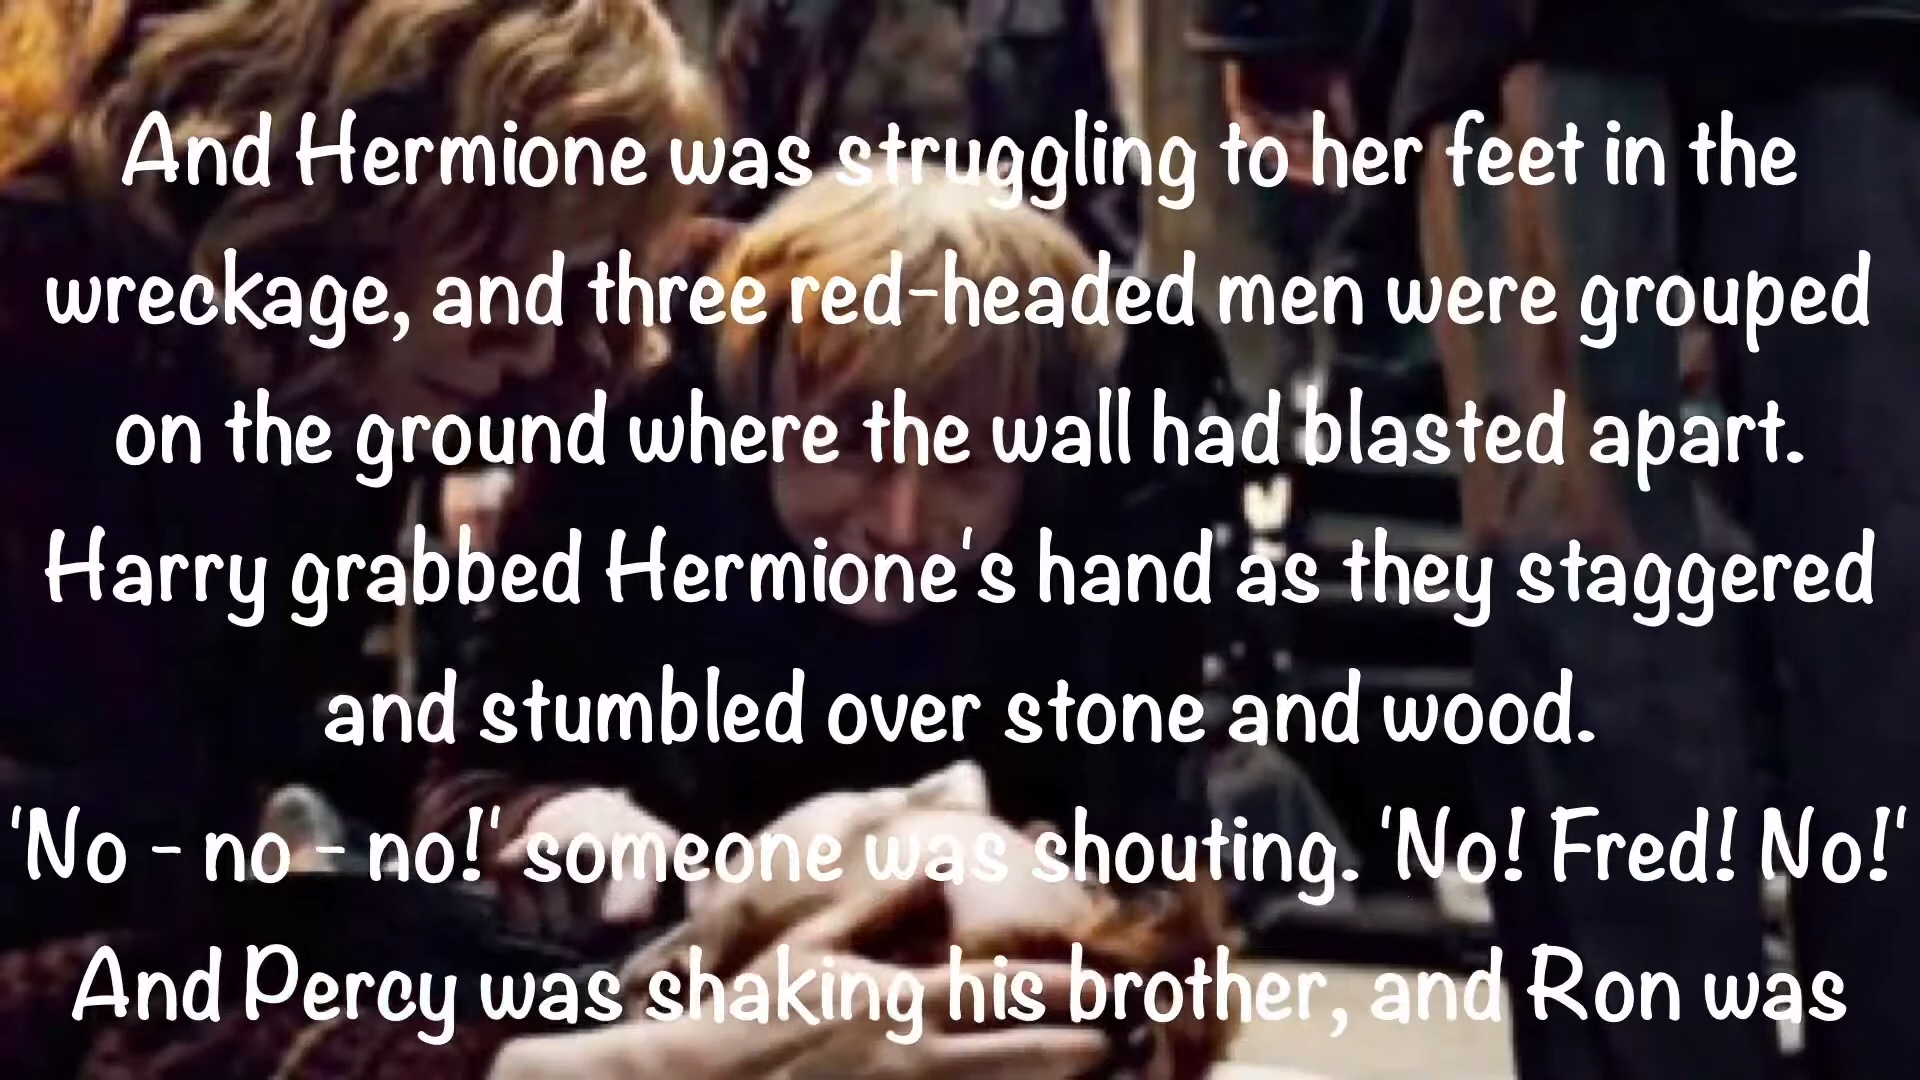 And Hermione was struggling to her feet in the
wreckage, and three red-headed men were grouped
on the ground where the wall had blasted apart.
Harry grabbed Hermione's hand as they staggered
and stumbled over stone and wood.
'No - no - no!' someone was shouting. 'No! Fred! No!'
And Percy was shaking his brother, and Ron was